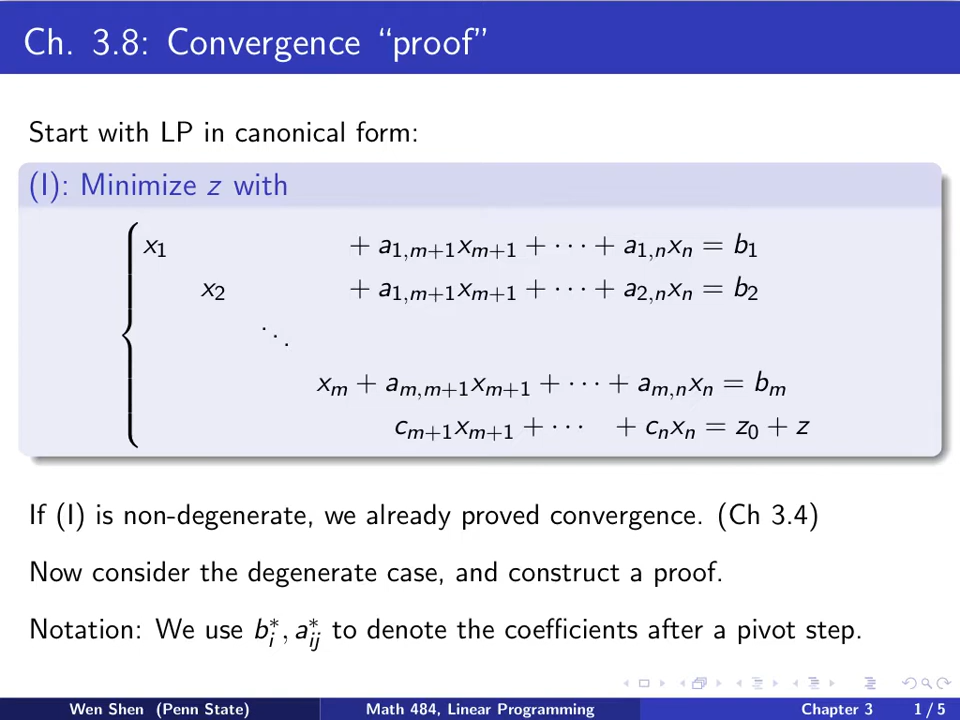 Ch. 3.8: Convergence “proof”
Start with LP in canonical form:
(I): Minimize z with
x₁ + a₁,ₘ₊₁xₘ₊₁ + ··· + a₁,ₙxₙ = b₁
x₂ + a₁,ₘ₊₁xₘ₊₁ + ··· + a₂,ₙxₙ = b₂
⋱
xₘ + aₘ,ₘ₊₁xₘ₊₁ + ··· + aₘ,ₙxₙ = bₘ
cₘ₊₁xₘ₊₁ + ··· + cₙxₙ = z₀ + z
If (I) is non-degenerate, we already proved convergence. (Ch 3.4)
Now consider the degenerate case, and construct a proof.
Notation: We use bᵢ*, aᵢⱼ* to denote the coefficients after a pivot step.
Wen Shen (Penn State) Math 484, Linear Programming Chapter 3 1 / 5